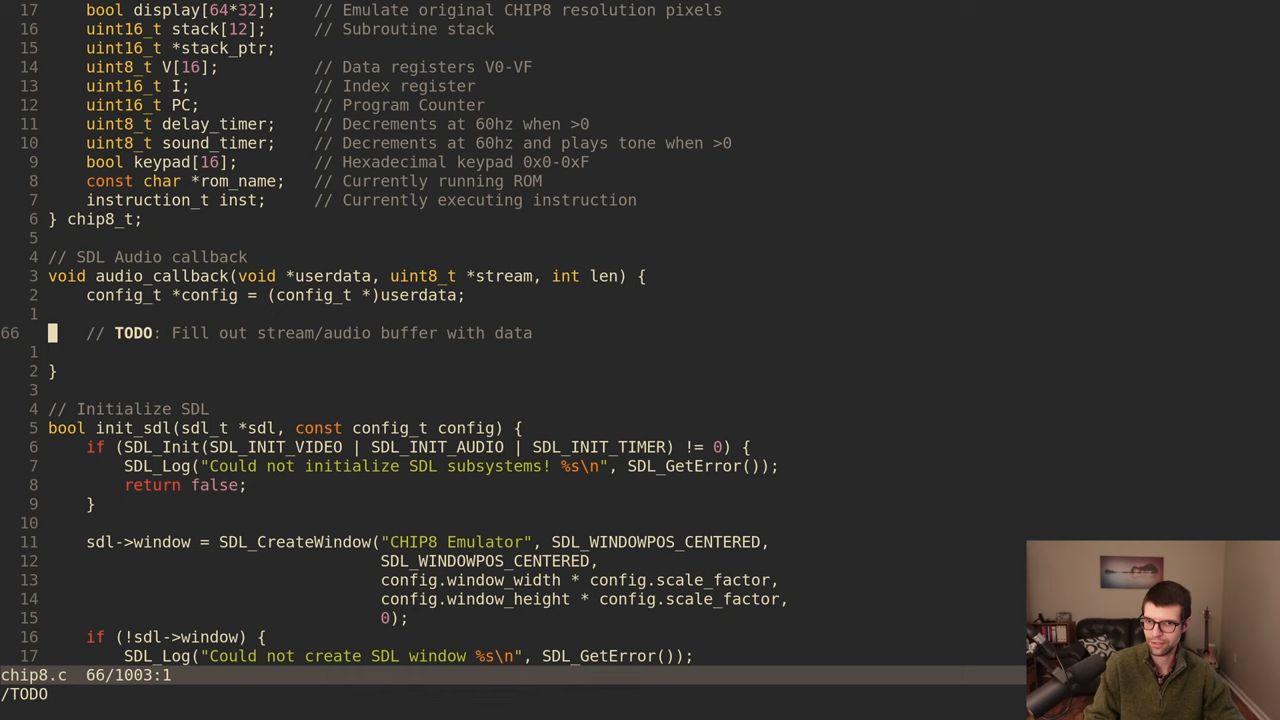 17 bool display[64*32]; // Emulate original CHIP8 resolution pixels
16 uint16_t stack[12]; // Subroutine stack
15 uint16_t *stack_ptr;
14 uint8_t V[16]; // Data registers V0-VF
13 uint16_t I; // Index register
12 uint16_t PC; // Program Counter
11 uint8_t delay_timer; // Decrements at 60hz when >0
10 uint8_t sound_timer; // Decrements at 60hz and plays tone when >0
9 bool keypad[16]; // Hexadecimal keypad 0x0-0xF
8 const char *rom_name; // Currently running ROM
7 instruction_t inst; // Currently executing instruction
6 } chip8_t;
5
4 // SDL Audio callback
3 void audio_callback(void *userdata, uint8_t *stream, int len) {
2 config_t *config = (config_t *)userdata;
1
66 // TODO: Fill out stream/audio buffer with data
1
2 }
3
4 // Initialize SDL
5 bool init_sdl(sdl_t *sdl, const config_t config) {
6 if (SDL_Init(SDL_INIT_VIDEO | SDL_INIT_AUDIO | SDL_INIT_TIMER) != 0) {
7 SDL_Log("Could not initialize SDL subsystems! %s\n", SDL_GetError());
8 return false;
9 }
10
11 sdl->window = SDL_CreateWindow("CHIP8 Emulator", SDL_WINDOWPOS_CENTERED,
12 SDL_WINDOWPOS_CENTERED,
13 config.window_width * config.scale_factor,
14 config.window_height * config.scale_factor,
15 0);
16 if (!sdl->window) {
17 SDL_Log("Could not create SDL window %s\n", SDL_GetError());
chip8.c 66/1003:1
/TODO